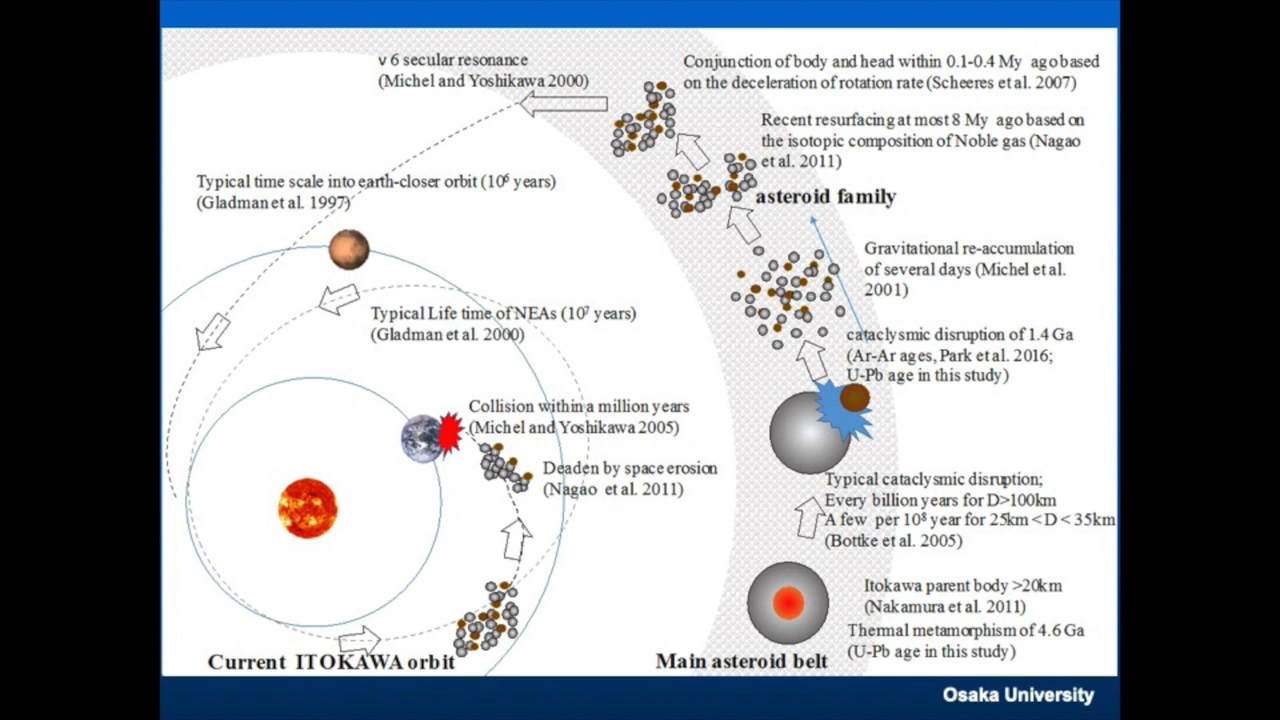 ν 6 secular resonance
(Michel and Yoshikawa 2000)
Conjunction of body and head within 0.1-0.4 My ago based
on the deceleration of rotation rate (Scheeres et al. 2007)
Recent resurfacing at most 8 My ago based on
the isotopic composition of Noble gas (Nagao
et al. 2011)
asteroid family
Typical time scale into earth-closer orbit (10⁶ years)
(Gladman et al. 1997)
Gravitational re-accumulation
of several days (Michel et al.
2001)
Typical Life time of NEAs (10⁷ years)
(Gladman et al. 2000)
cataclysmic disruption of 1.4 Ga
(Ar-Ar ages, Park et al. 2016;
U-Pb age in this study)
Collision within a million years
(Michel and Yoshikawa 2005)
Deaden by space erosion
(Nagao et al. 2011)
Typical cataclysmic disruption;
Every billion years for D>100km
A few per 10⁸ year for 25km < D < 35km
(Bottke et al. 2005)
Itokawa parent body >20km
(Nakamura et al. 2011)
Thermal metamorphism of 4.6 Ga
(U-Pb age in this study)
Current ITOKAWA orbit
Main asteroid belt
Osaka University